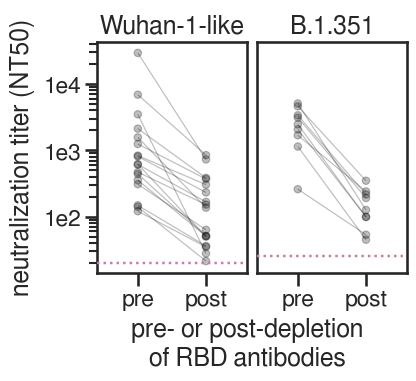 Wuhan-1-like
B.1.351
neutralization titer (NT50)
1e4
1e3
1e2
pre
post
pre
post
pre- or post-depletion
of RBD antibodies